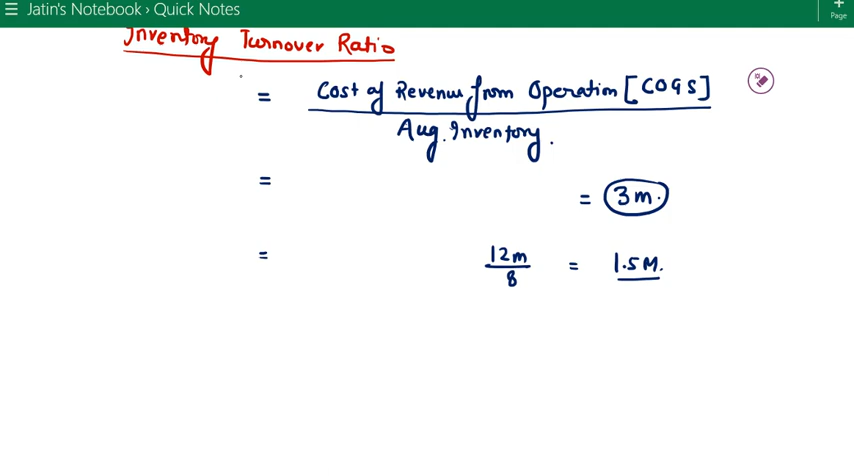 Jatin's Notebook › Quick Notes
Page
Inventory Turnover Ratio
= Cost of Revenue from Operation [COGS]
Avg. Inventory.
= = 3m.
= 12m / 8 = 1.5M.